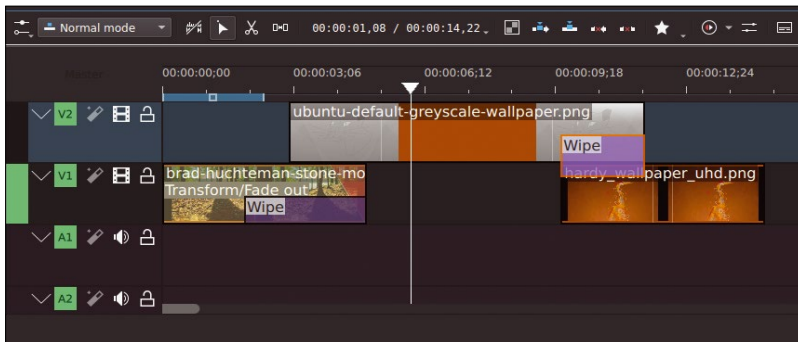 Normal mode 00:00:01,08 / 00:00:14,22
Master
00:00:00;00 00:00:03;06 00:00:06;12 00:00:09;18 00:00:12;24
V2 ubuntu-default-greyscale-wallpaper.png
Wipe
V1 brad-huchteman-stone-mo hardy_wallpaper_uhd.png
Transform/Fade out
Wipe
A1
A2